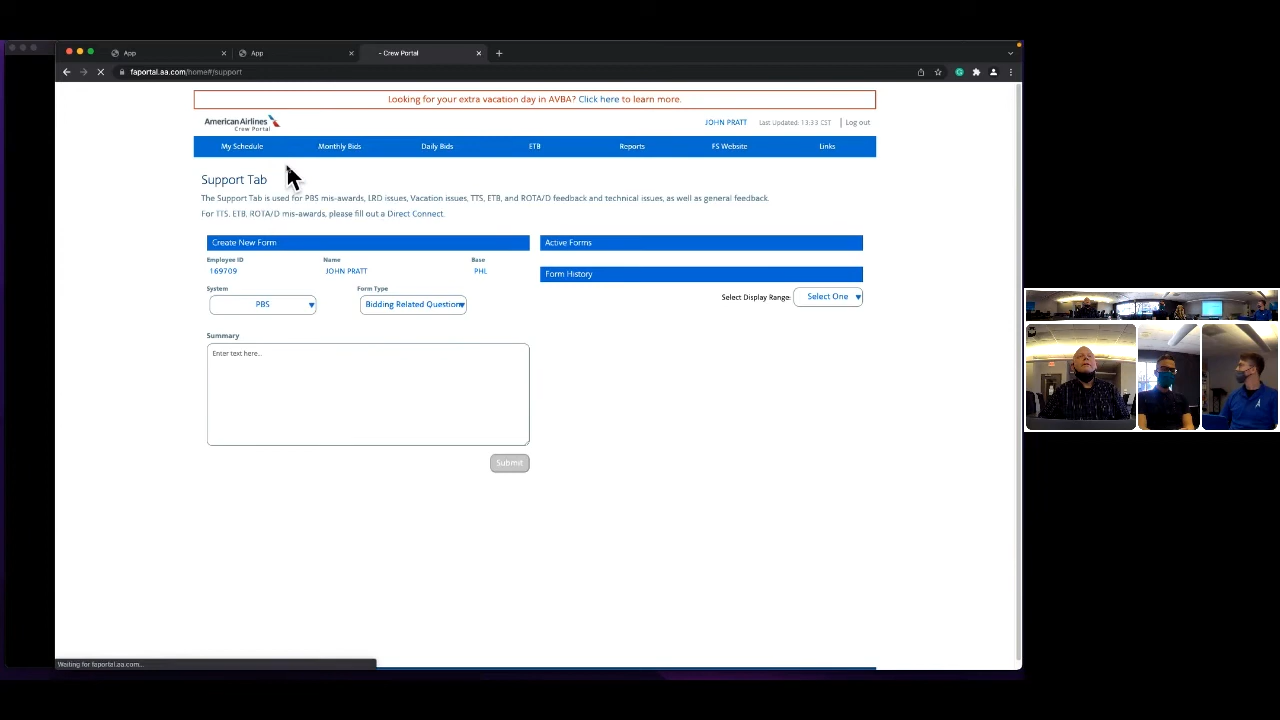 App
App
- Crew Portal
faportal.aa.com/home#/support
Looking for your extra vacation day in AVBA? Click here to learn more.
American Airlines
Crew Portal
JOHN PRATT
Last Updated: 13:33 CST
Log out
My Schedule
Monthly Bids
Daily Bids
ETB
Reports
FS Website
Links
Support Tab
The Support Tab is used for PBS mis-awards, LRD issues, Vacation issues, TTS, ETB, and ROTA/D feedback and technical issues, as well as general feedback.
For TTS, ETB, ROTA/D mis-awards, please fill out a Direct Connect.
Create New Form
Employee ID
Name
Base
169709
JOHN PRATT
PHL
System
Form Type
PBS
Bidding Related Question
Summary
Enter text here...
Submit
Active Forms
Form History
Select Display Range:
Select One
Waiting for faportal.aa.com...